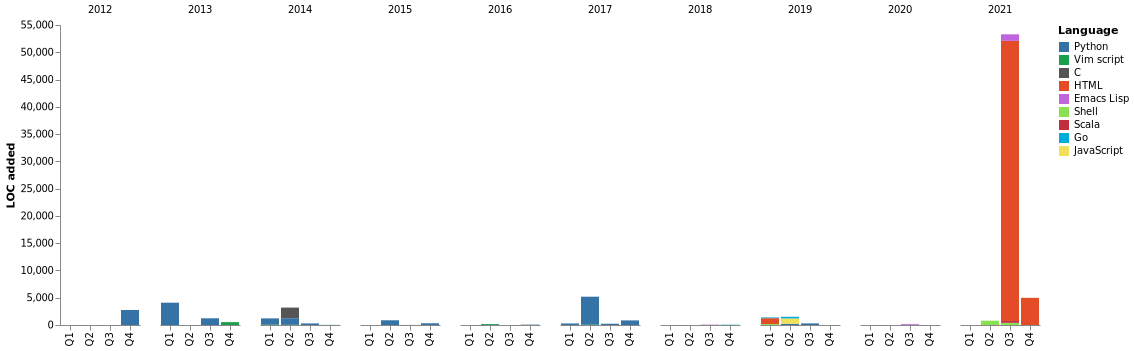 2012 2013 2014 2015 2016 2017 2018 2019 2020 2021
55,000
50,000
45,000
40,000
35,000
30,000
25,000
20,000
15,000
10,000
5,000
0
LOC added
Q1 Q2 Q3 Q4 Q1 Q2 Q3 Q4 Q1 Q2 Q3 Q4 Q1 Q2 Q3 Q4 Q1 Q2 Q3 Q4 Q1 Q2 Q3 Q4 Q1 Q2 Q3 Q4 Q1 Q2 Q3 Q4 Q1 Q2 Q3 Q4 Q1 Q2 Q3 Q4
Language
Python
Vim script
C
HTML
Emacs Lisp
Shell
Scala
Go
JavaScript